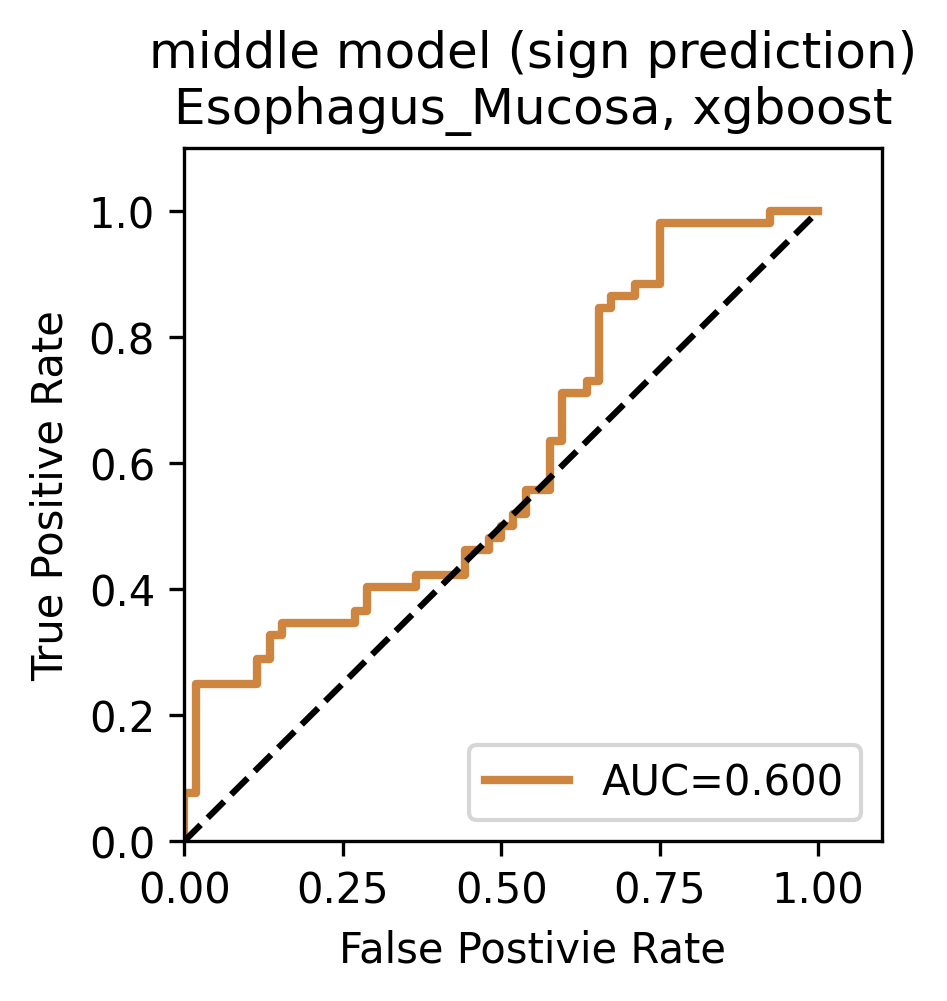 middle model (sign prediction)
Esophagus_Mucosa, xgboost
True Positive Rate
1.0
0.8
0.6
0.4
0.2
0.0
AUC=0.600
0.00 0.25 0.50 0.75 1.00
False Postivie Rate